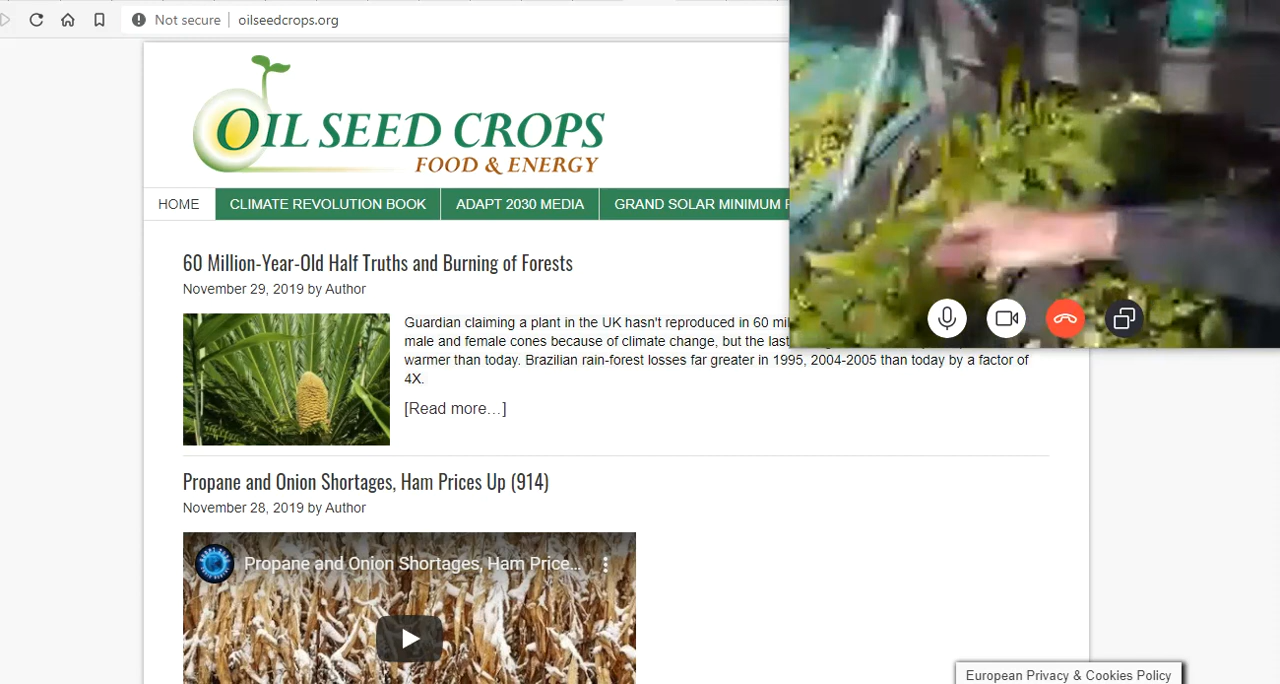 Not secure
oilseedcrops.org
OIL SEED CROPS
FOOD & ENERGY
HOME
CLIMATE REVOLUTION BOOK
ADAPT 2030 MEDIA
GRAND SOLAR MINIMUM
60 Million-Year-Old Half Truths and Burning of Forests
November 29, 2019 by Author
Guardian claiming a plant in the UK hasn't reproduced in 60
male and female cones because of climate change, but the last
warmer than today. Brazilian rain-forest losses far greater in 1995, 2004-2005 than today by a factor of
4X.
[Read more…]
Propane and Onion Shortages, Ham Prices Up (914)
November 28, 2019 by Author
Propane and Onion Shortages, Ham Price...
European Privacy & Cookies Policy